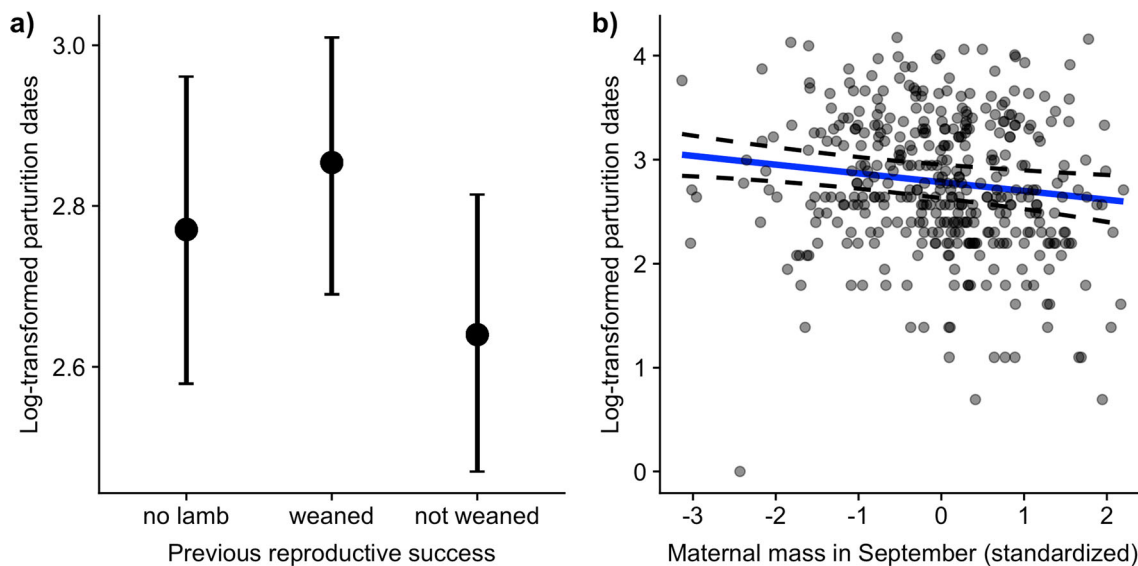 a)
Log-transformed parturition dates
3.0
2.8
2.6
no lamb weaned not weaned
Previous reproductive success
b)
Log-transformed parturition dates
4
3
2
1
0
-3 -2 -1 0 1 2
Maternal mass in September (standardized)